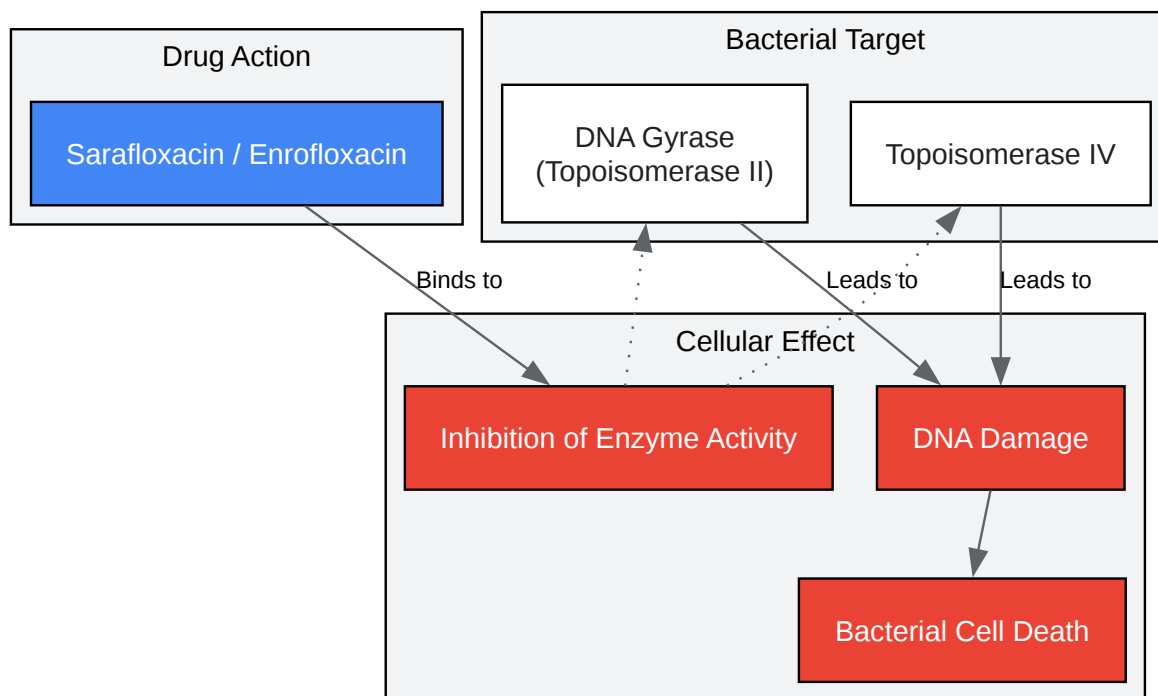 Drug Action
Sarafloxacin / Enrofloxacin
Bacterial Target
DNA Gyrase
(Topoisomerase II)
Topoisomerase IV
Binds to
Leads to
Leads to
Cellular Effect
Inhibition of Enzyme Activity
DNA Damage
Bacterial Cell Death